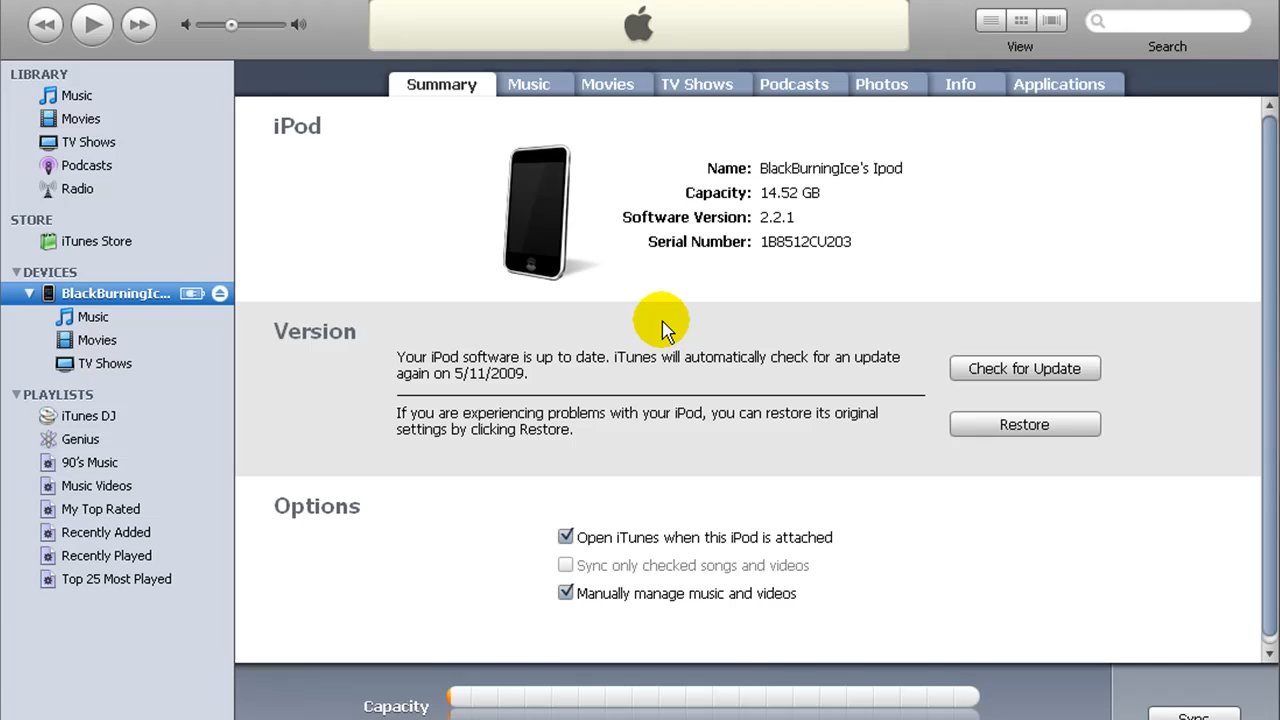 View
Search
LIBRARY
Music
Movies
TV Shows
Podcasts
Radio
STORE
iTunes Store
DEVICES
BlackBurningIc...
Music
Movies
TV Shows
PLAYLISTS
iTunes DJ
Genius
90's Music
Music Videos
My Top Rated
Recently Added
Recently Played
Top 25 Most Played
Summary Music Movies TV Shows Podcasts Photos Info Applications
iPod
Name: BlackBurningIce's Ipod
Capacity: 14.52 GB
Software Version: 2.2.1
Serial Number: 1B8512CU203
Version
Your iPod software is up to date. iTunes will automatically check for an update
again on 5/11/2009.
Check for Update
If you are experiencing problems with your iPod, you can restore its original
settings by clicking Restore.
Restore
Options
Open iTunes when this iPod is attached
Sync only checked songs and videos
Manually manage music and videos
Capacity
Sync